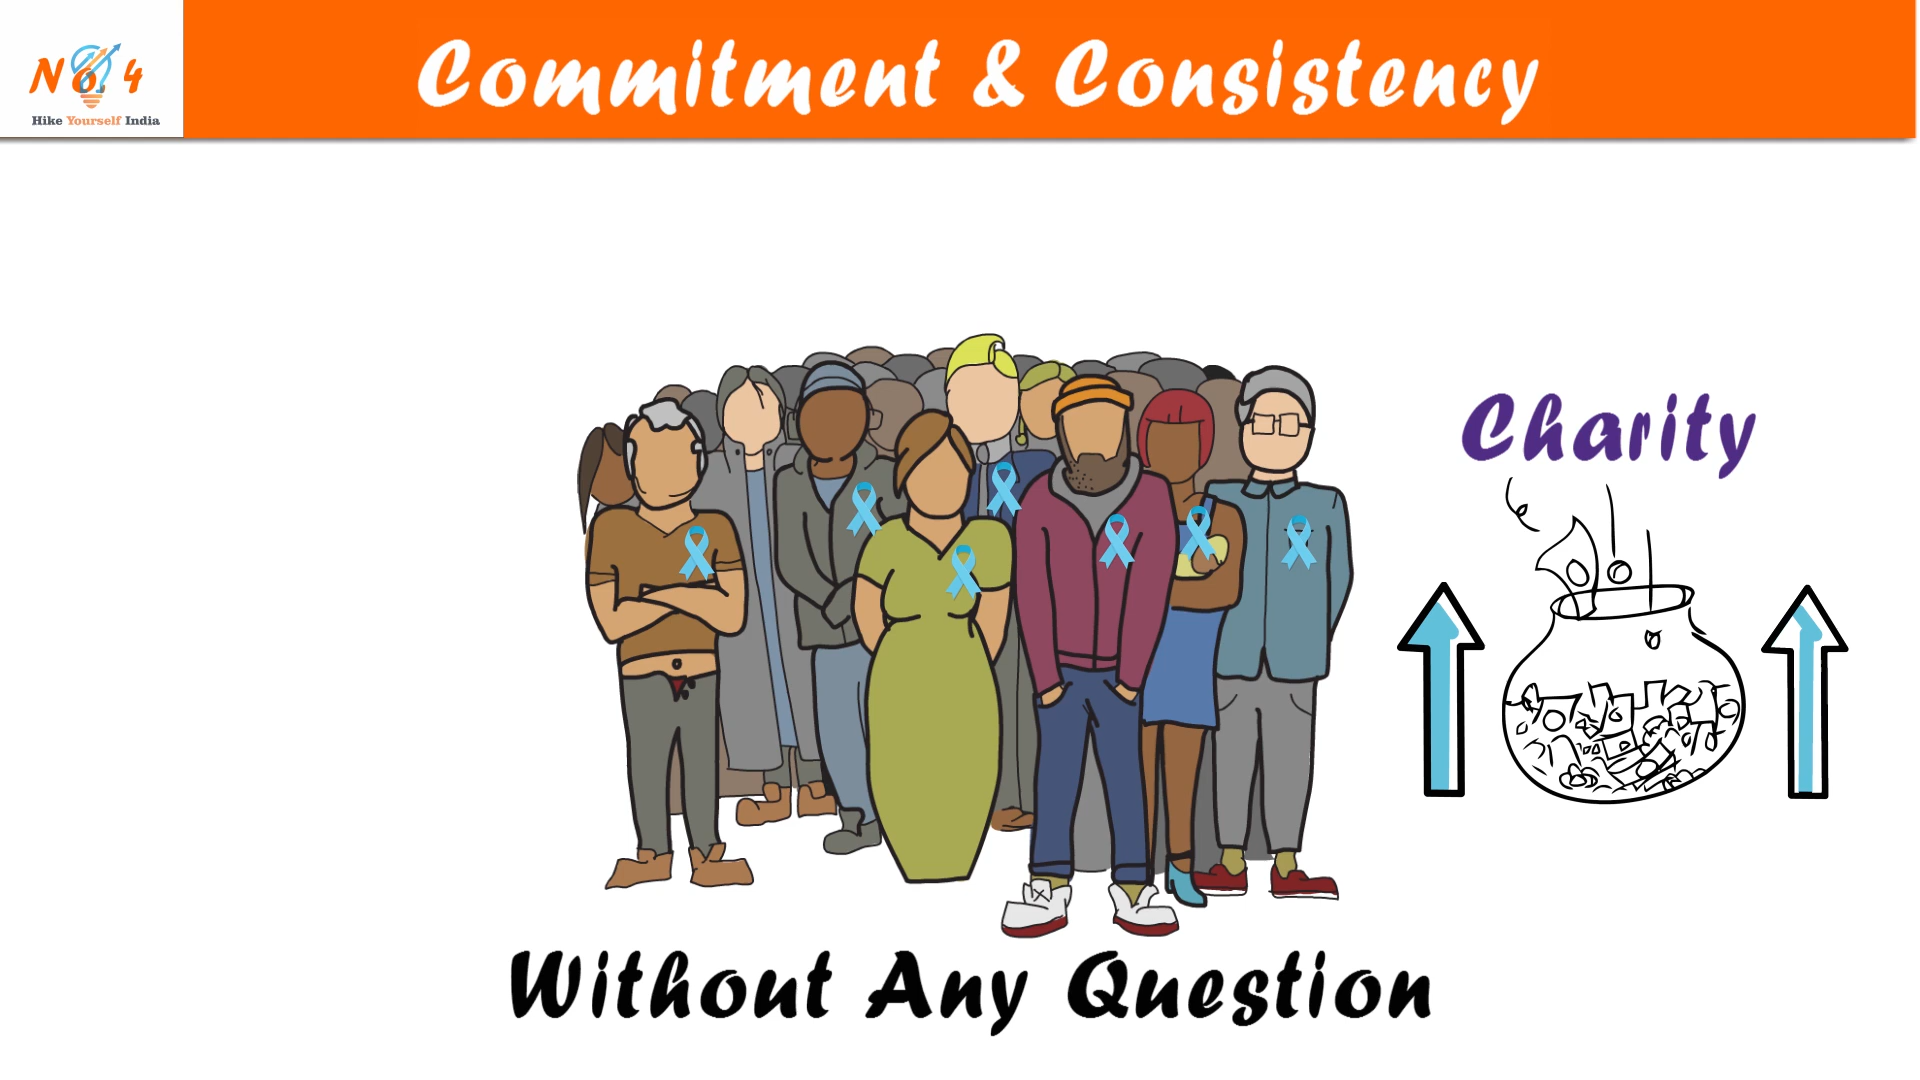 No. 4
Hike Yourself India
Commitment & Consistency
Charity
Without Any Question